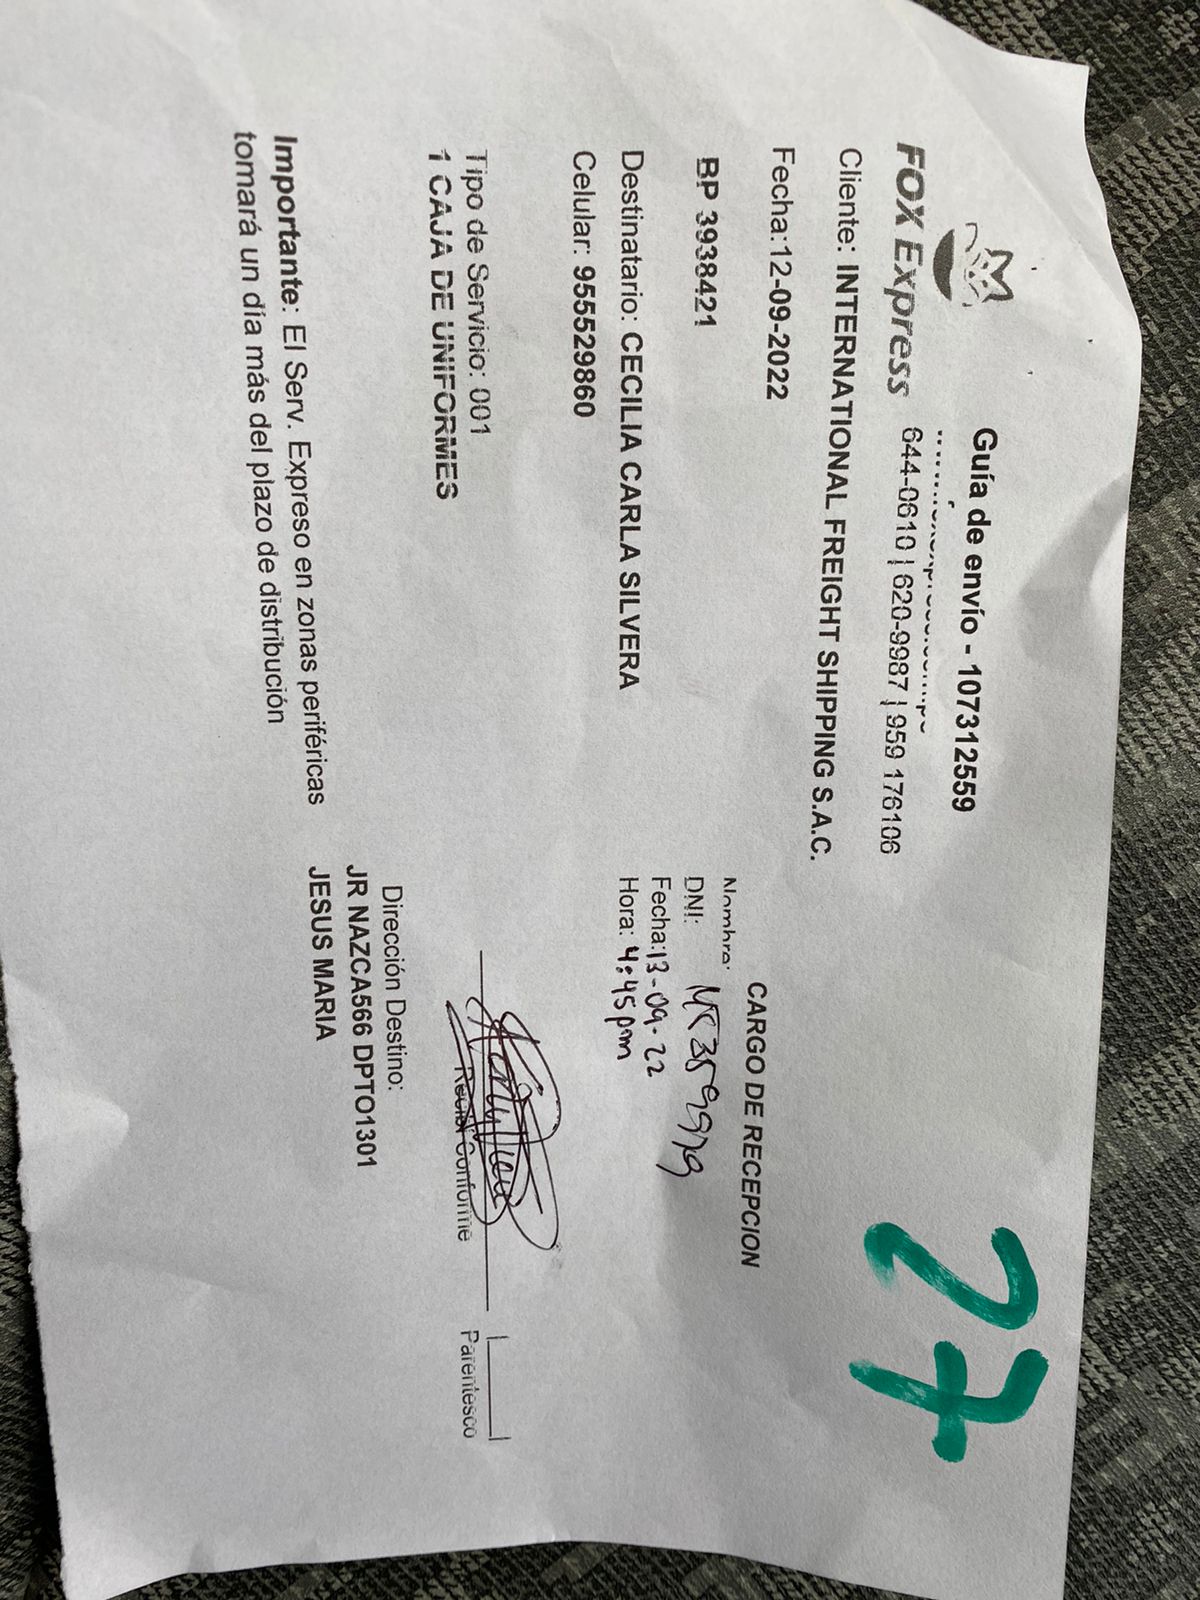 Guía de envío - 107312559
FOX Express
644-0610 | 620-9987 | 959 176106
Cliente: INTERNATIONAL FREIGHT SHIPPING S.A.C.
Fecha:12-09-2022
BP 3938421
Destinatario: CECILIA CARLA SILVERA
Celular: 955529860
Tipo de Servicio: 001
1 CAJA DE UNIFORMES
Importante: El Serv. Expreso en zonas periféricas
tomará un día más del plazo de distribución
27
CARGO DE RECEPCION
Nombre:
DNI:
Fecha:13-09-22
Hora: 4:45pm
Recibí Conforme
Parentesco
Dirección Destino:
JR NAZCA566 DPTO1301
JESUS MARIA